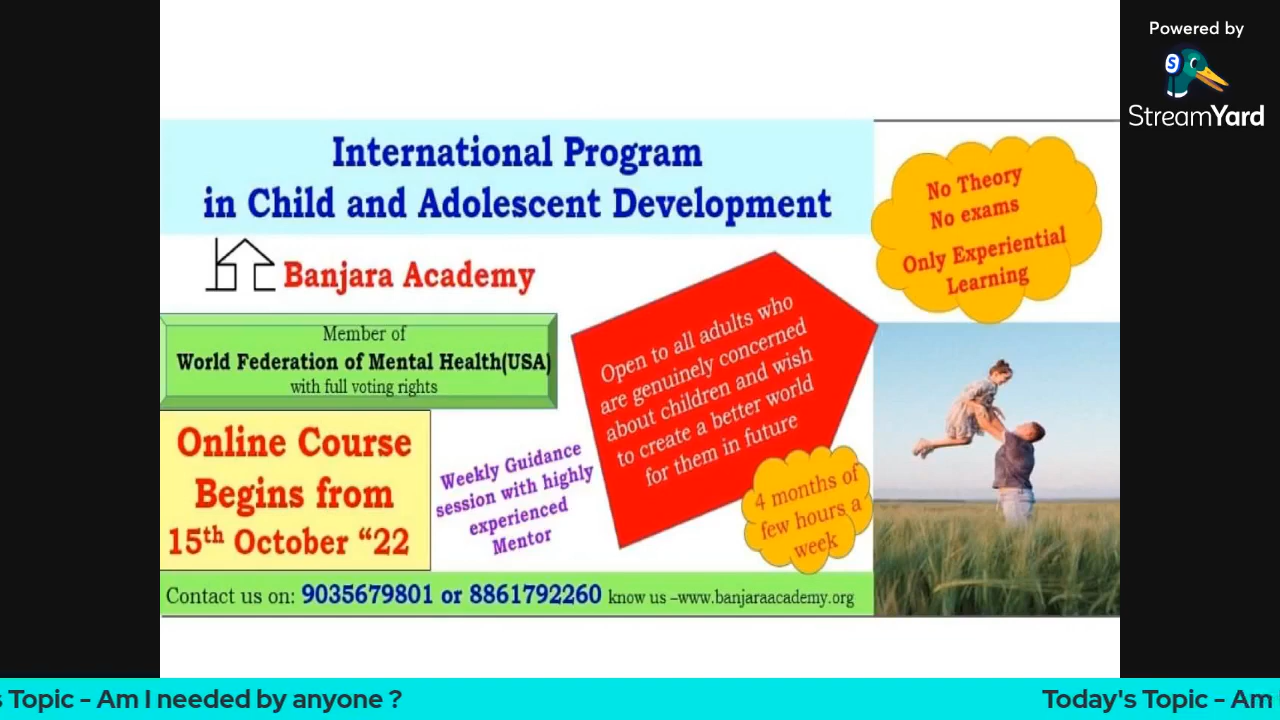 Powered by
StreamYard
International Program
in Child and Adolescent Development
No Theory
No exams
Only Experiential
Learning
Banjara Academy
Member of
World Federation of Mental Health(USA)
with full voting rights
Open to all adults who
are genuinely concerned
about children and wish
to create a better world
for them in future
Online Course
Begins from
15th October “22
Weekly Guidance
session with highly
experienced
Mentor
4 months of
few hours a
week
Contact us on: 9035679801 or 8861792260 know us –www.banjaraacademy.org
s Topic - Am I needed by anyone ?
Today's Topic - Am